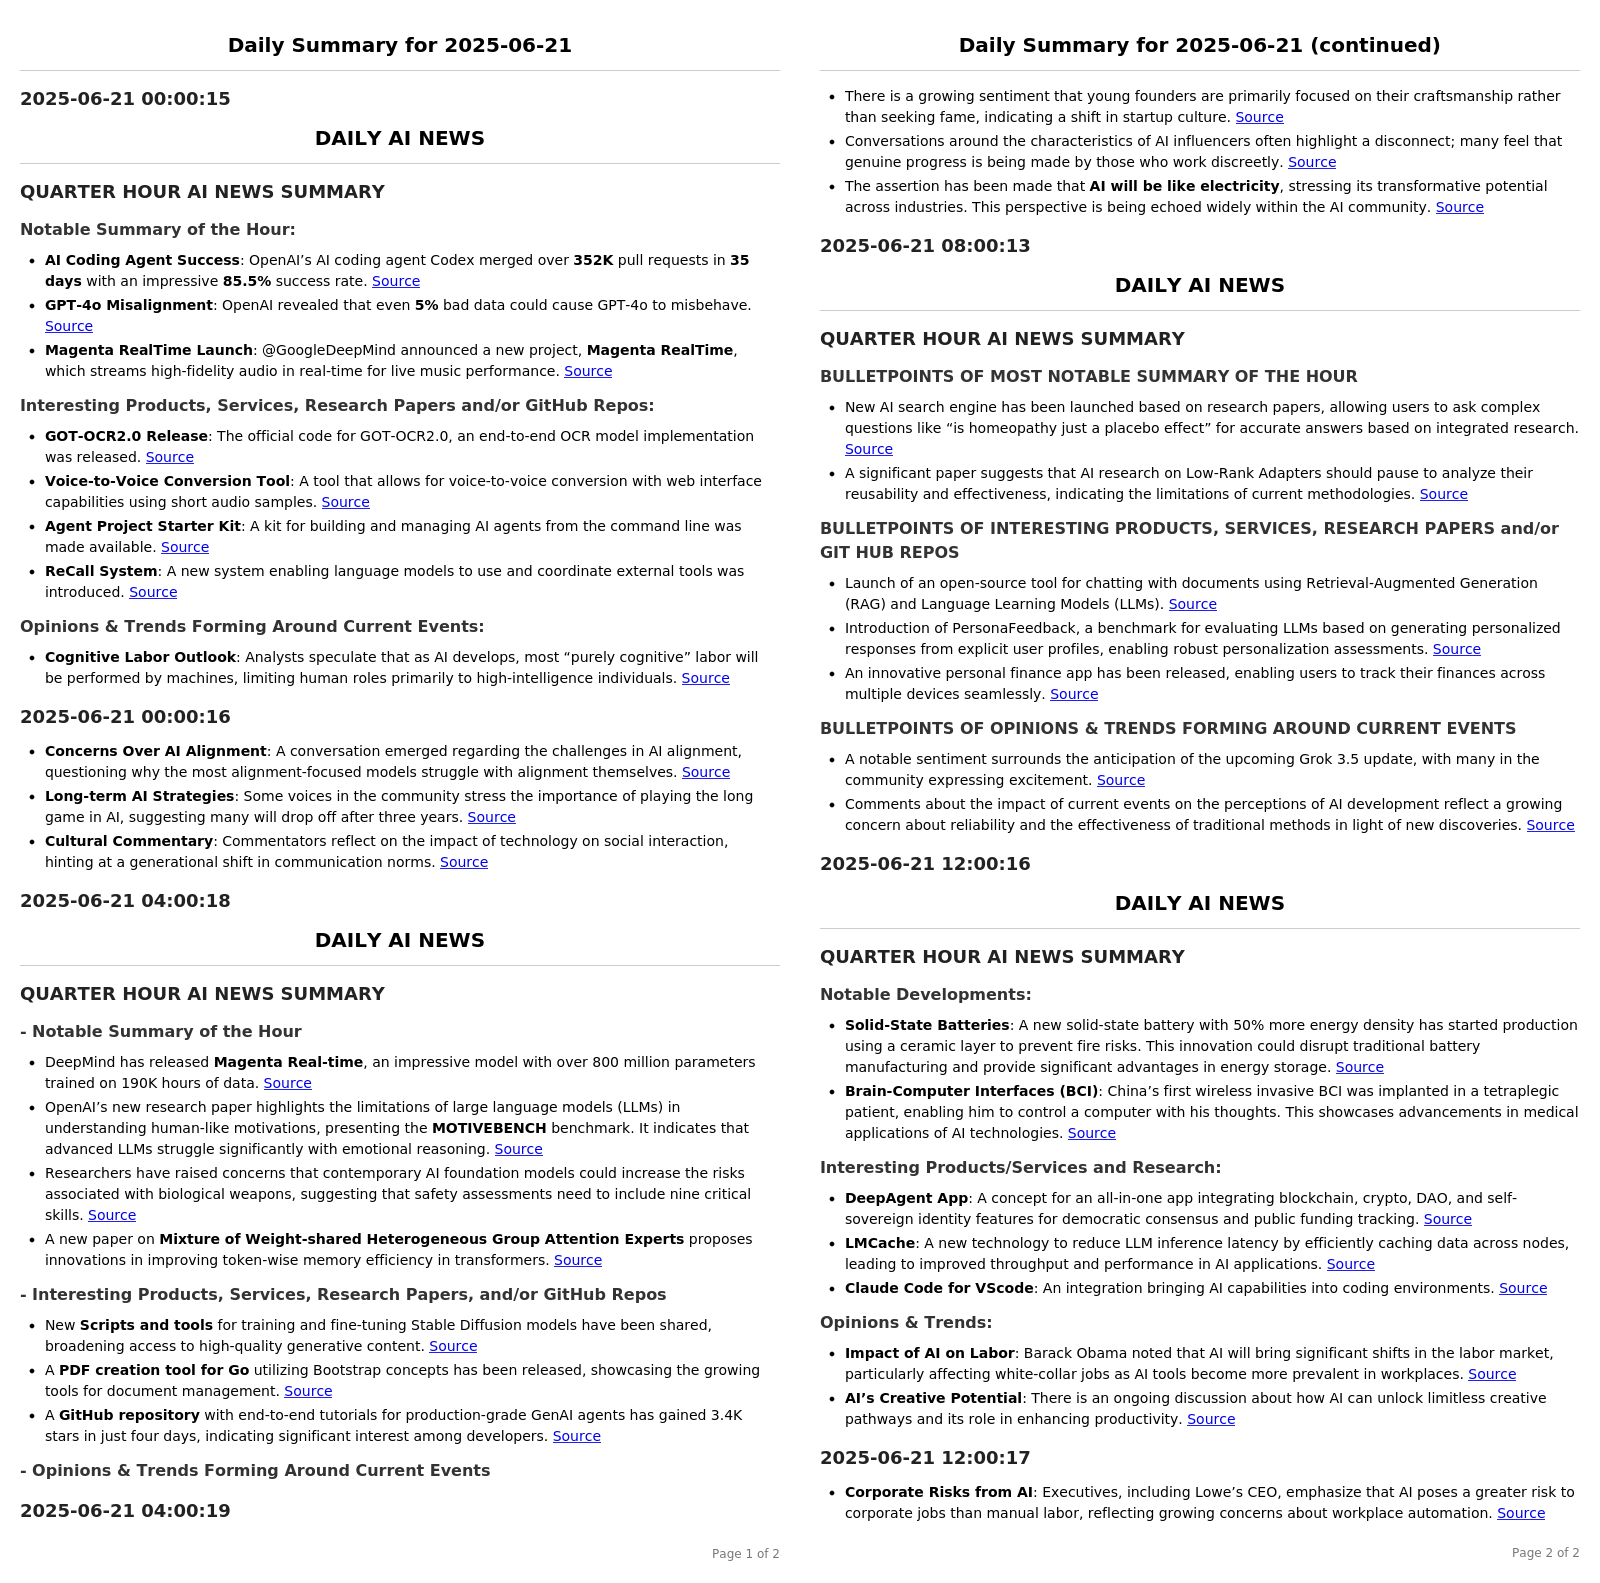 Daily Summary for 2025-06-21
2025-06-21 00:00:15
DAILY AI NEWS
QUARTER HOUR AI NEWS SUMMARY
Notable Summary of the Hour:
• AI Coding Agent Success: OpenAI’s AI coding agent Codex merged over 352K pull requests in 35
days with an impressive 85.5% success rate. Source
• GPT-4o Misalignment: OpenAI revealed that even 5% bad data could cause GPT-4o to misbehave.
Source
• Magenta RealTime Launch: @GoogleDeepMind announced a new project, Magenta RealTime,
which streams high-fidelity audio in real-time for live music performance. Source
Interesting Products, Services, Research Papers and/or GitHub Repos:
• GOT-OCR2.0 Release: The official code for GOT-OCR2.0, an end-to-end OCR model implementation
was released. Source
• Voice-to-Voice Conversion Tool: A tool that allows for voice-to-voice conversion with web interface
capabilities using short audio samples. Source
• Agent Project Starter Kit: A kit for building and managing AI agents from the command line was
made available. Source
• ReCall System: A new system enabling language models to use and coordinate external tools was
introduced. Source
Opinions & Trends Forming Around Current Events:
• Cognitive Labor Outlook: Analysts speculate that as AI develops, most “purely cognitive” labor will
be performed by machines, limiting human roles primarily to high-intelligence individuals. Source
2025-06-21 00:00:16
• Concerns Over AI Alignment: A conversation emerged regarding the challenges in AI alignment,
questioning why the most alignment-focused models struggle with alignment themselves. Source
• Long-term AI Strategies: Some voices in the community stress the importance of playing the long
game in AI, suggesting many will drop off after three years. Source
• Cultural Commentary: Commentators reflect on the impact of technology on social interaction,
hinting at a generational shift in communication norms. Source
2025-06-21 04:00:18
DAILY AI NEWS
QUARTER HOUR AI NEWS SUMMARY
- Notable Summary of the Hour
• DeepMind has released Magenta Real-time, an impressive model with over 800 million parameters
trained on 190K hours of data. Source
• OpenAI’s new research paper highlights the limitations of large language models (LLMs) in
understanding human-like motivations, presenting the MOTIVEBENCH benchmark. It indicates that
advanced LLMs struggle significantly with emotional reasoning. Source
• Researchers have raised concerns that contemporary AI foundation models could increase the risks
associated with biological weapons, suggesting that safety assessments need to include nine critical
skills. Source
• A new paper on Mixture of Weight-shared Heterogeneous Group Attention Experts proposes
innovations in improving token-wise memory efficiency in transformers. Source
- Interesting Products, Services, Research Papers, and/or GitHub Repos
• New Scripts and tools for training and fine-tuning Stable Diffusion models have been shared,
broadening access to high-quality generative content. Source
• A PDF creation tool for Go utilizing Bootstrap concepts has been released, showcasing the growing
tools for document management. Source
• A GitHub repository with end-to-end tutorials for production-grade GenAI agents has gained 3.4K
stars in just four days, indicating significant interest among developers. Source
- Opinions & Trends Forming Around Current Events
2025-06-21 04:00:19
Page 1 of 2
Daily Summary for 2025-06-21 (continued)
• There is a growing sentiment that young founders are primarily focused on their craftsmanship rather
than seeking fame, indicating a shift in startup culture. Source
• Conversations around the characteristics of AI influencers often highlight a disconnect; many feel that
genuine progress is being made by those who work discreetly. Source
• The assertion has been made that AI will be like electricity, stressing its transformative potential
across industries. This perspective is being echoed widely within the AI community. Source
2025-06-21 08:00:13
DAILY AI NEWS
QUARTER HOUR AI NEWS SUMMARY
BULLETPOINTS OF MOST NOTABLE SUMMARY OF THE HOUR
• New AI search engine has been launched based on research papers, allowing users to ask complex
questions like “is homeopathy just a placebo effect” for accurate answers based on integrated research.
Source
• A significant paper suggests that AI research on Low-Rank Adapters should pause to analyze their
reusability and effectiveness, indicating the limitations of current methodologies. Source
BULLETPOINTS OF INTERESTING PRODUCTS, SERVICES, RESEARCH PAPERS and/or
GIT HUB REPOS
• Launch of an open-source tool for chatting with documents using Retrieval-Augmented Generation
(RAG) and Language Learning Models (LLMs). Source
• Introduction of PersonaFeedback, a benchmark for evaluating LLMs based on generating personalized
responses from explicit user profiles, enabling robust personalization assessments. Source
• An innovative personal finance app has been released, enabling users to track their finances across
multiple devices seamlessly. Source
BULLETPOINTS OF OPINIONS & TRENDS FORMING AROUND CURRENT EVENTS
• A notable sentiment surrounds the anticipation of the upcoming Grok 3.5 update, with many in the
community expressing excitement. Source
• Comments about the impact of current events on the perceptions of AI development reflect a growing
concern about reliability and the effectiveness of traditional methods in light of new discoveries. Source
2025-06-21 12:00:16
DAILY AI NEWS
QUARTER HOUR AI NEWS SUMMARY
Notable Developments:
• Solid-State Batteries: A new solid-state battery with 50% more energy density has started production
using a ceramic layer to prevent fire risks. This innovation could disrupt traditional battery
manufacturing and provide significant advantages in energy storage. Source
• Brain-Computer Interfaces (BCI): China’s first wireless invasive BCI was implanted in a tetraplegic
patient, enabling him to control a computer with his thoughts. This showcases advancements in medical
applications of AI technologies. Source
Interesting Products/Services and Research:
• DeepAgent App: A concept for an all-in-one app integrating blockchain, crypto, DAO, and self-
sovereign identity features for democratic consensus and public funding tracking. Source
• LMCache: A new technology to reduce LLM inference latency by efficiently caching data across nodes,
leading to improved throughput and performance in AI applications. Source
• Claude Code for VScode: An integration bringing AI capabilities into coding environments. Source
Opinions & Trends:
• Impact of AI on Labor: Barack Obama noted that AI will bring significant shifts in the labor market,
particularly affecting white-collar jobs as AI tools become more prevalent in workplaces. Source
• AI’s Creative Potential: There is an ongoing discussion about how AI can unlock limitless creative
pathways and its role in enhancing productivity. Source
2025-06-21 12:00:17
• Corporate Risks from AI: Executives, including Lowe’s CEO, emphasize that AI poses a greater risk to
corporate jobs than manual labor, reflecting growing concerns about workplace automation. Source
Page 2 of 2